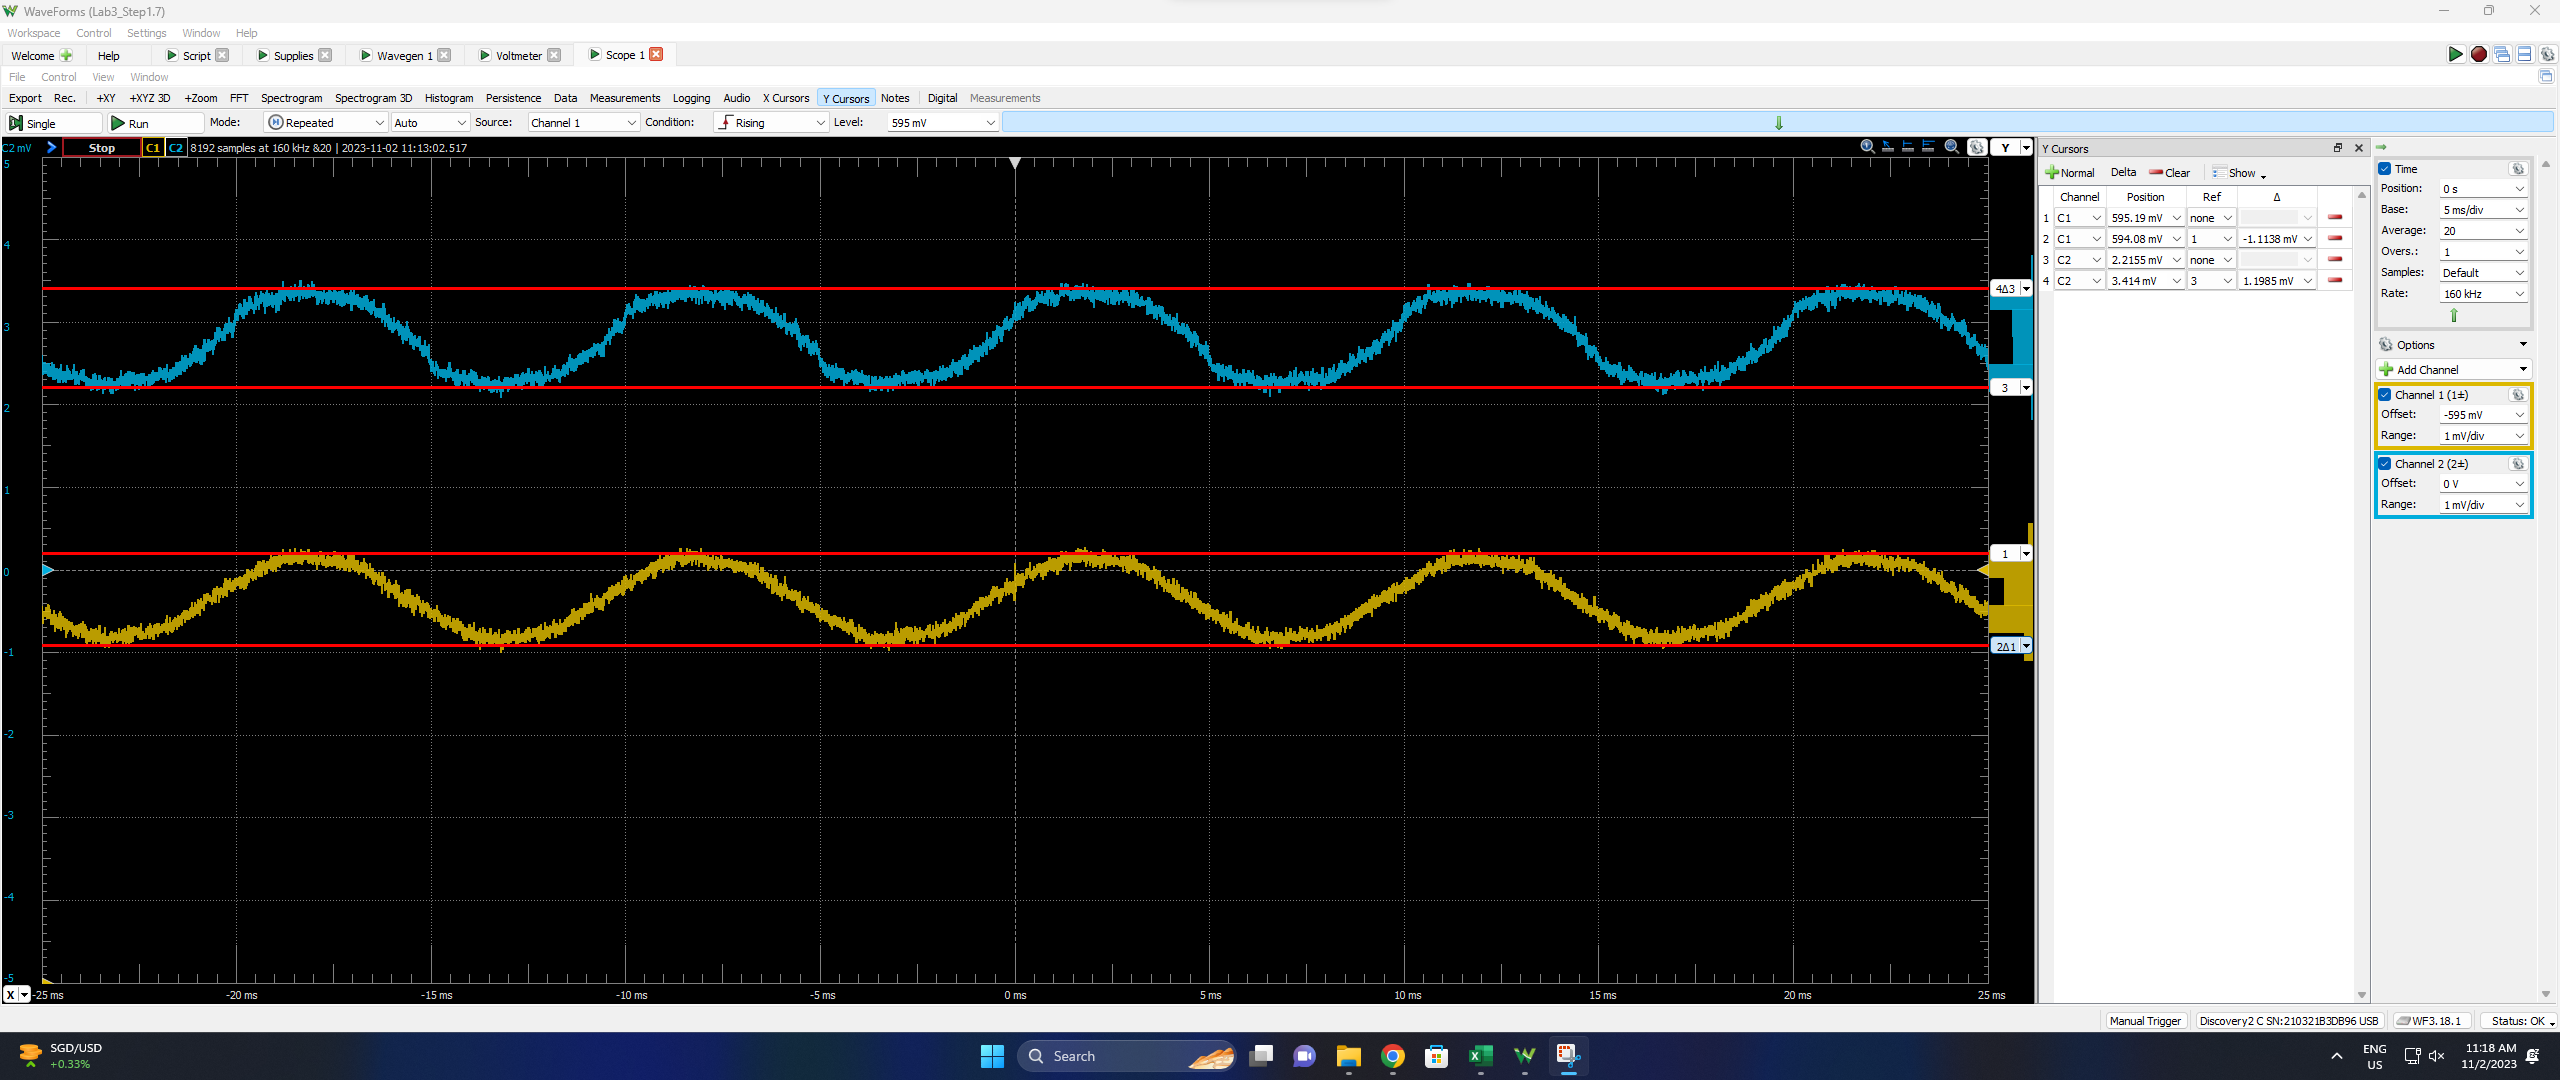 WaveForms (Lab3_Step1.7)
Workspace Control Settings Window Help
Welcome Help Script Supplies Wavegen 1 Voltmeter Scope 1
File Control View Window
Export Rec. +XY +XYZ 3D +Zoom FFT Spectrogram Spectrogram 3D Histogram Persistence Data Measurements Logging Audio X Cursors Y Cursors Notes Digital Measurements
Single Run Mode: Repeated Auto Source: Channel 1 Condition: Rising Level: 595 mV
C2 mV Stop C1 C2 8192 samples at 160 kHz &20 | 2023-11-02 11:13:02.517 Y
5
4
3
2
1
0
-1
-2
-3
-4
-5
4Δ3
3
1
2Δ1
X -25 ms -20 ms -15 ms -10 ms -5 ms 0 ms 5 ms 10 ms 15 ms 20 ms 25 ms
Y Cursors
Normal Delta Clear Show
Channel Position Ref Δ
1 C1 595.19 mV none
2 C1 594.08 mV 1 -1.1138 mV
3 C2 2.2155 mV none
4 C2 3.414 mV 3 1.1985 mV
Time
Position: 0 s
Base: 5 ms/div
Average: 20
Overs.: 1
Samples: Default
Rate: 160 kHz
Options
Add Channel
Channel 1 (1±)
Offset: -595 mV
Range: 1 mV/div
Channel 2 (2±)
Offset: 0 V
Range: 1 mV/div
Manual Trigger Discovery2 C SN:210321B3DB96 USB WF3.18.1 Status: OK
SGD/USD
+0.33%
Search
ENG
US
11:18 AM
11/2/2023